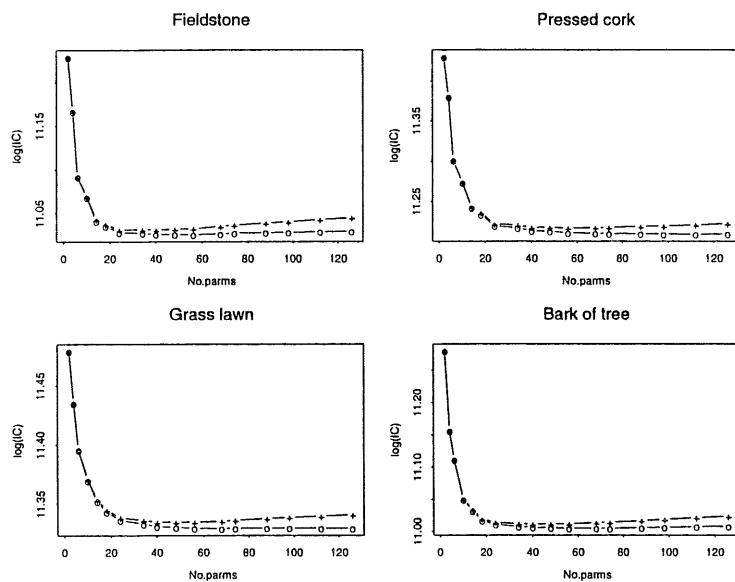 Fieldstone
11.15
11.05
log(IC)
0 20 40 60 80 100 120
No.parms
Pressed cork
11.35
11.25
log(IC)
0 20 40 60 80 100 120
No.parms
Grass lawn
11.45
11.40
11.35
log(IC)
0 20 40 60 80 100 120
No.parms
Bark of tree
11.20
11.10
11.00
log(IC)
0 20 40 60 80 100 120
No.parms